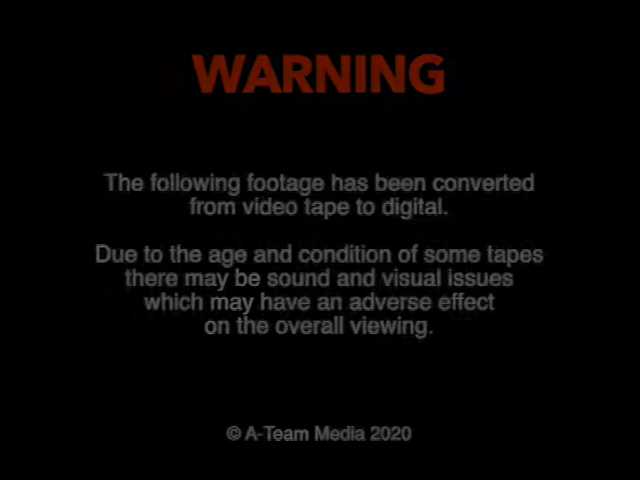 WARNING
The following footage has been converted
from video tape to digital.
Due to the age and condition of some tapes
there may be sound and visual issues
which may have an adverse effect
on the overall viewing.
© A-Team Media 2020